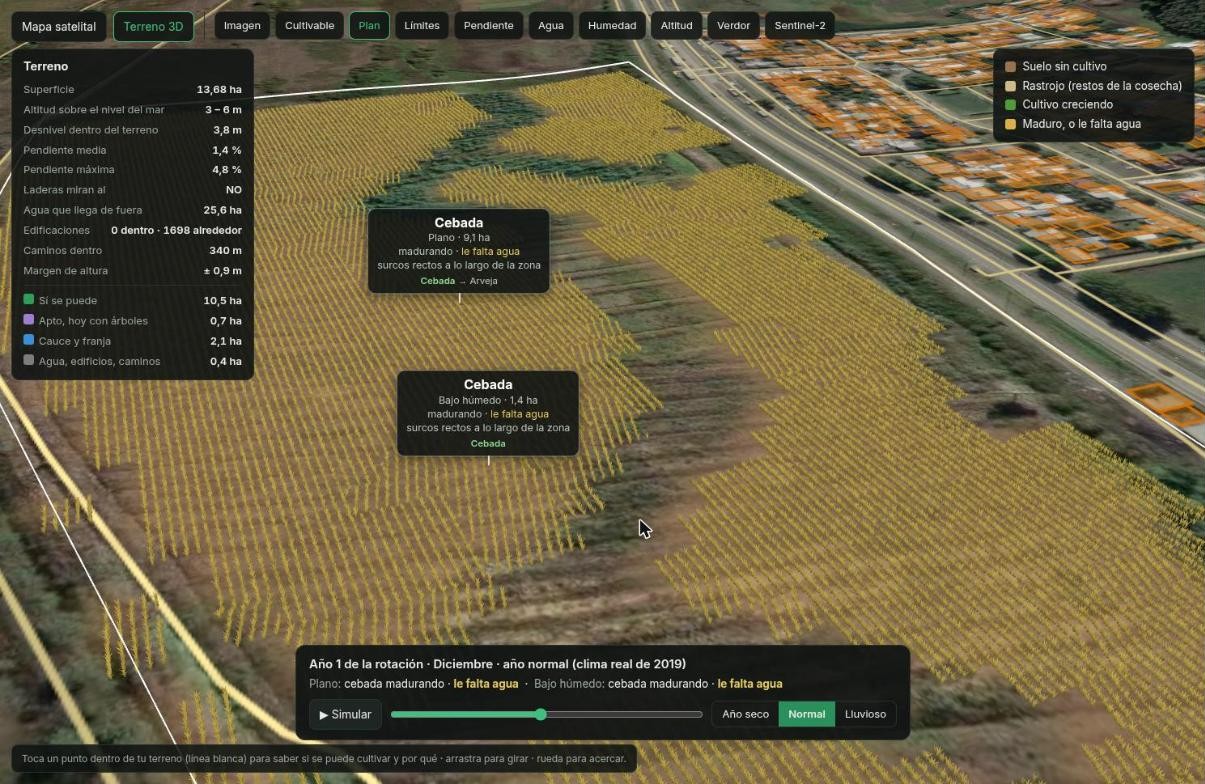 Mapa satelital
Terreno 3D
Imagen
Cultivable
Plan
Límites
Pendiente
Agua
Humedad
Altitud
Verdor
Sentinel-2
Terreno
Superficie 13,68 ha
Altitud sobre el nivel del mar 3 – 6 m
Desnivel dentro del terreno 3,8 m
Pendiente media 1,4 %
Pendiente máxima 4,8 %
Laderas miran al NO
Agua que llega de fuera 25,6 ha
Edificaciones 0 dentro · 1698 alrededor
Caminos dentro 340 m
Margen de altura ± 0,9 m
Sí se puede 10,5 ha
Apto, hoy con árboles 0,7 ha
Cauce y franja 2,1 ha
Agua, edificios, caminos 0,4 ha
Suelo sin cultivo
Rastrojo (restos de la cosecha)
Cultivo creciendo
Maduro, o le falta agua
Cebada
Plano · 9,1 ha
madurando · le falta agua
surcos rectos a lo largo de la zona
Cebada → Arveja
Cebada
Bajo húmedo · 1,4 ha
madurando · le falta agua
surcos rectos a lo largo de la zona
Cebada
Año 1 de la rotación · Diciembre · año normal (clima real de 2019)
Plano: cebada madurando · le falta agua · Bajo húmedo: cebada madurando · le falta agua
▶ Simular
Año seco
Normal
Lluvioso
Toca un punto dentro de tu terreno (línea blanca) para saber si se puede cultivar y por qué · arrastra para girar · rueda para acercar.